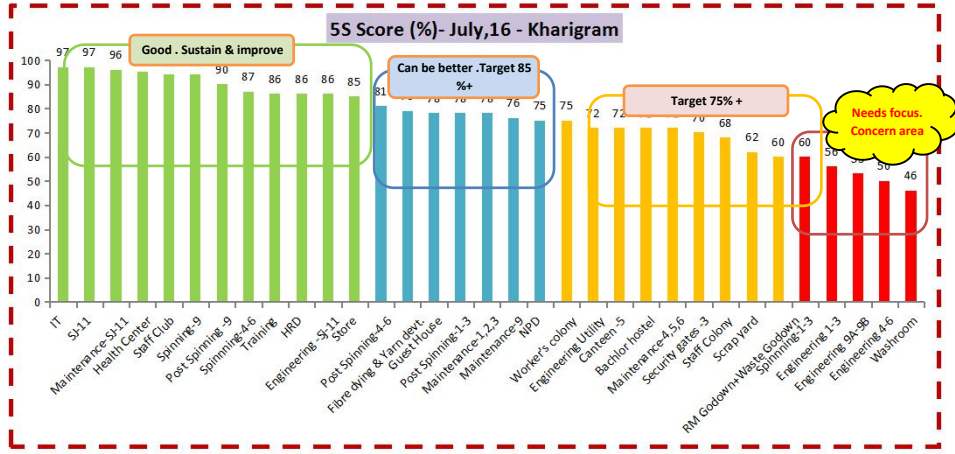 5S Score (%)- July,16 - Kharigram
Good . Sustain & improve
Can be better .Target 85
%+
Target 75% +
Needs focus.
Concern area
97 97 96 90 87 86 86 86 85 81 76 75 75 72 72 70 68 62 60 60 56 50 46
100
90
80
70
60
50
40
30
20
10
0
IT
SJ-11
Maintenance-SJ-11
Health Center
Staff Club
Spinning-9
Post Spinning -9
Spinning-4-6
Training
HRD
Engineering -SJ-11
Store
Post Spinning-4-6
Fibre dying & Yarn devt.
Guest House
Post Spinning-1-3
Maintenance-1,2,3
Maintenance-9
NPD
Worker's colony
Engineering Utility
Canteen -5
Bachlor hostel
Maintenance-4,5,6
Security gates -3
Staff Colony
Scrap yard
RM Godown+Waste Godown
Spinning-1-3
Engineering 1-3
Engineering 9A-9B
Engineering 4-6
Washroom